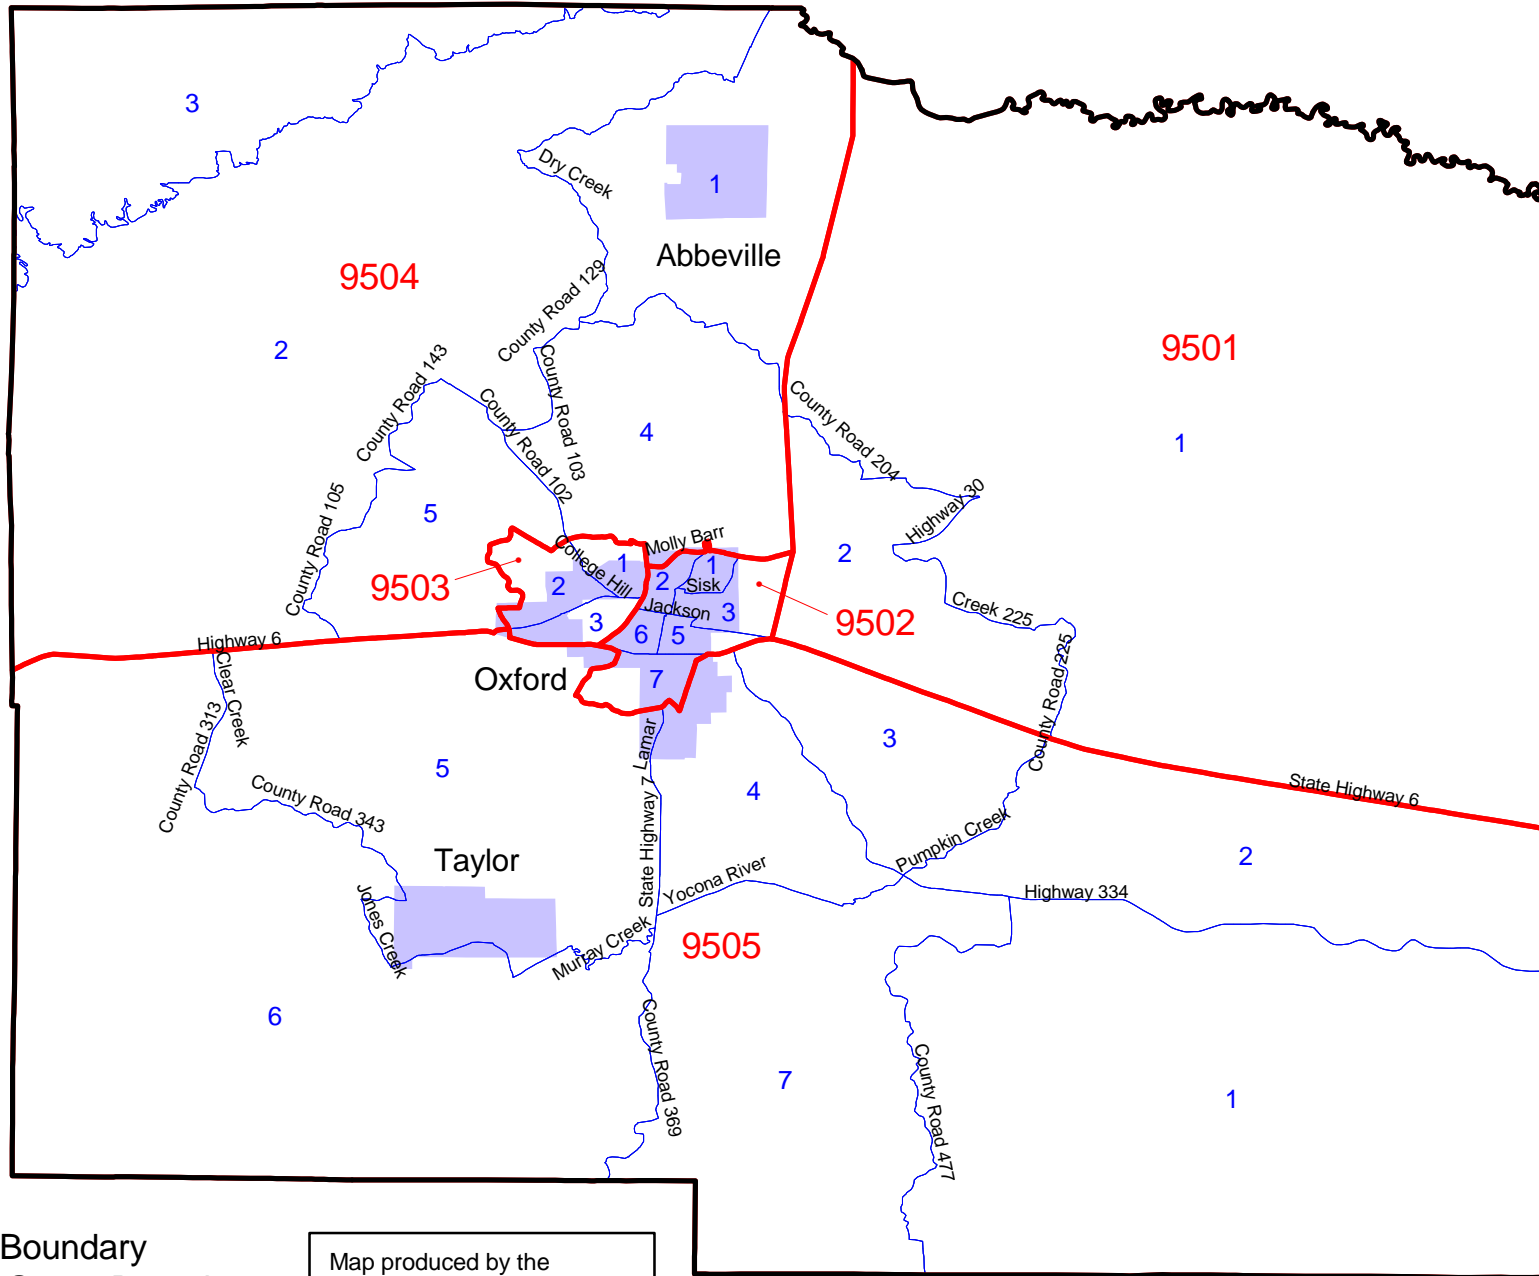 3
Dry Creek
1
Abbeville
9504
County Road 129
2
County Road 143
County Road 103
County Road 102
4
9501
1
County Road 204
Highway 30
County Road 105
5
9503
College Hill
1
2
3
Molly Barr
2
1
Sisk
Jackson
3
6
5
7
9502
2
Creek 225
County Road 225
Highway 6
Clear Creek
County Road 313
Oxford
5
County Road 343
Taylor
Jones Creek
Lamar
State Highway 7
4
3
State Highway 6
Pumpkin Creek
2
Yocona River
Highway 334
Murray Creek
9505
6
County Road 369
7
County Road 477
1
Boundary
Map produced by the